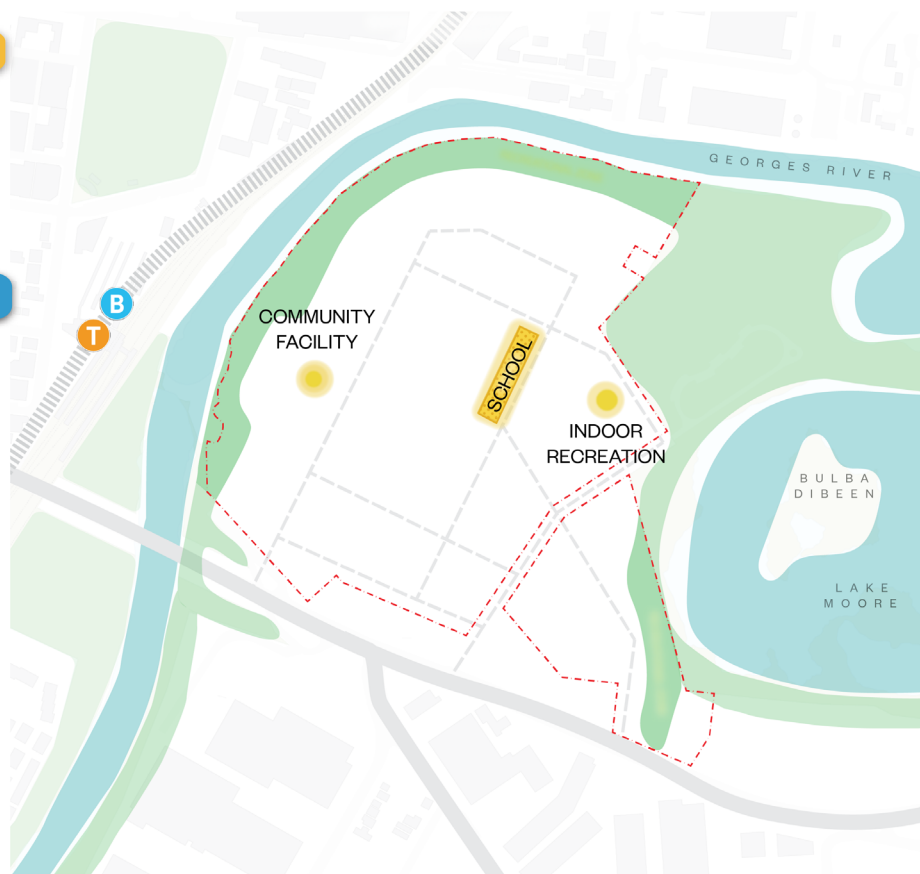 GEORGES RIVER
B
T
COMMUNITY
FACILITY
SCHOOL
INDOOR
RECREATION
BULBA
DIBEEN
LAKE
MOORE